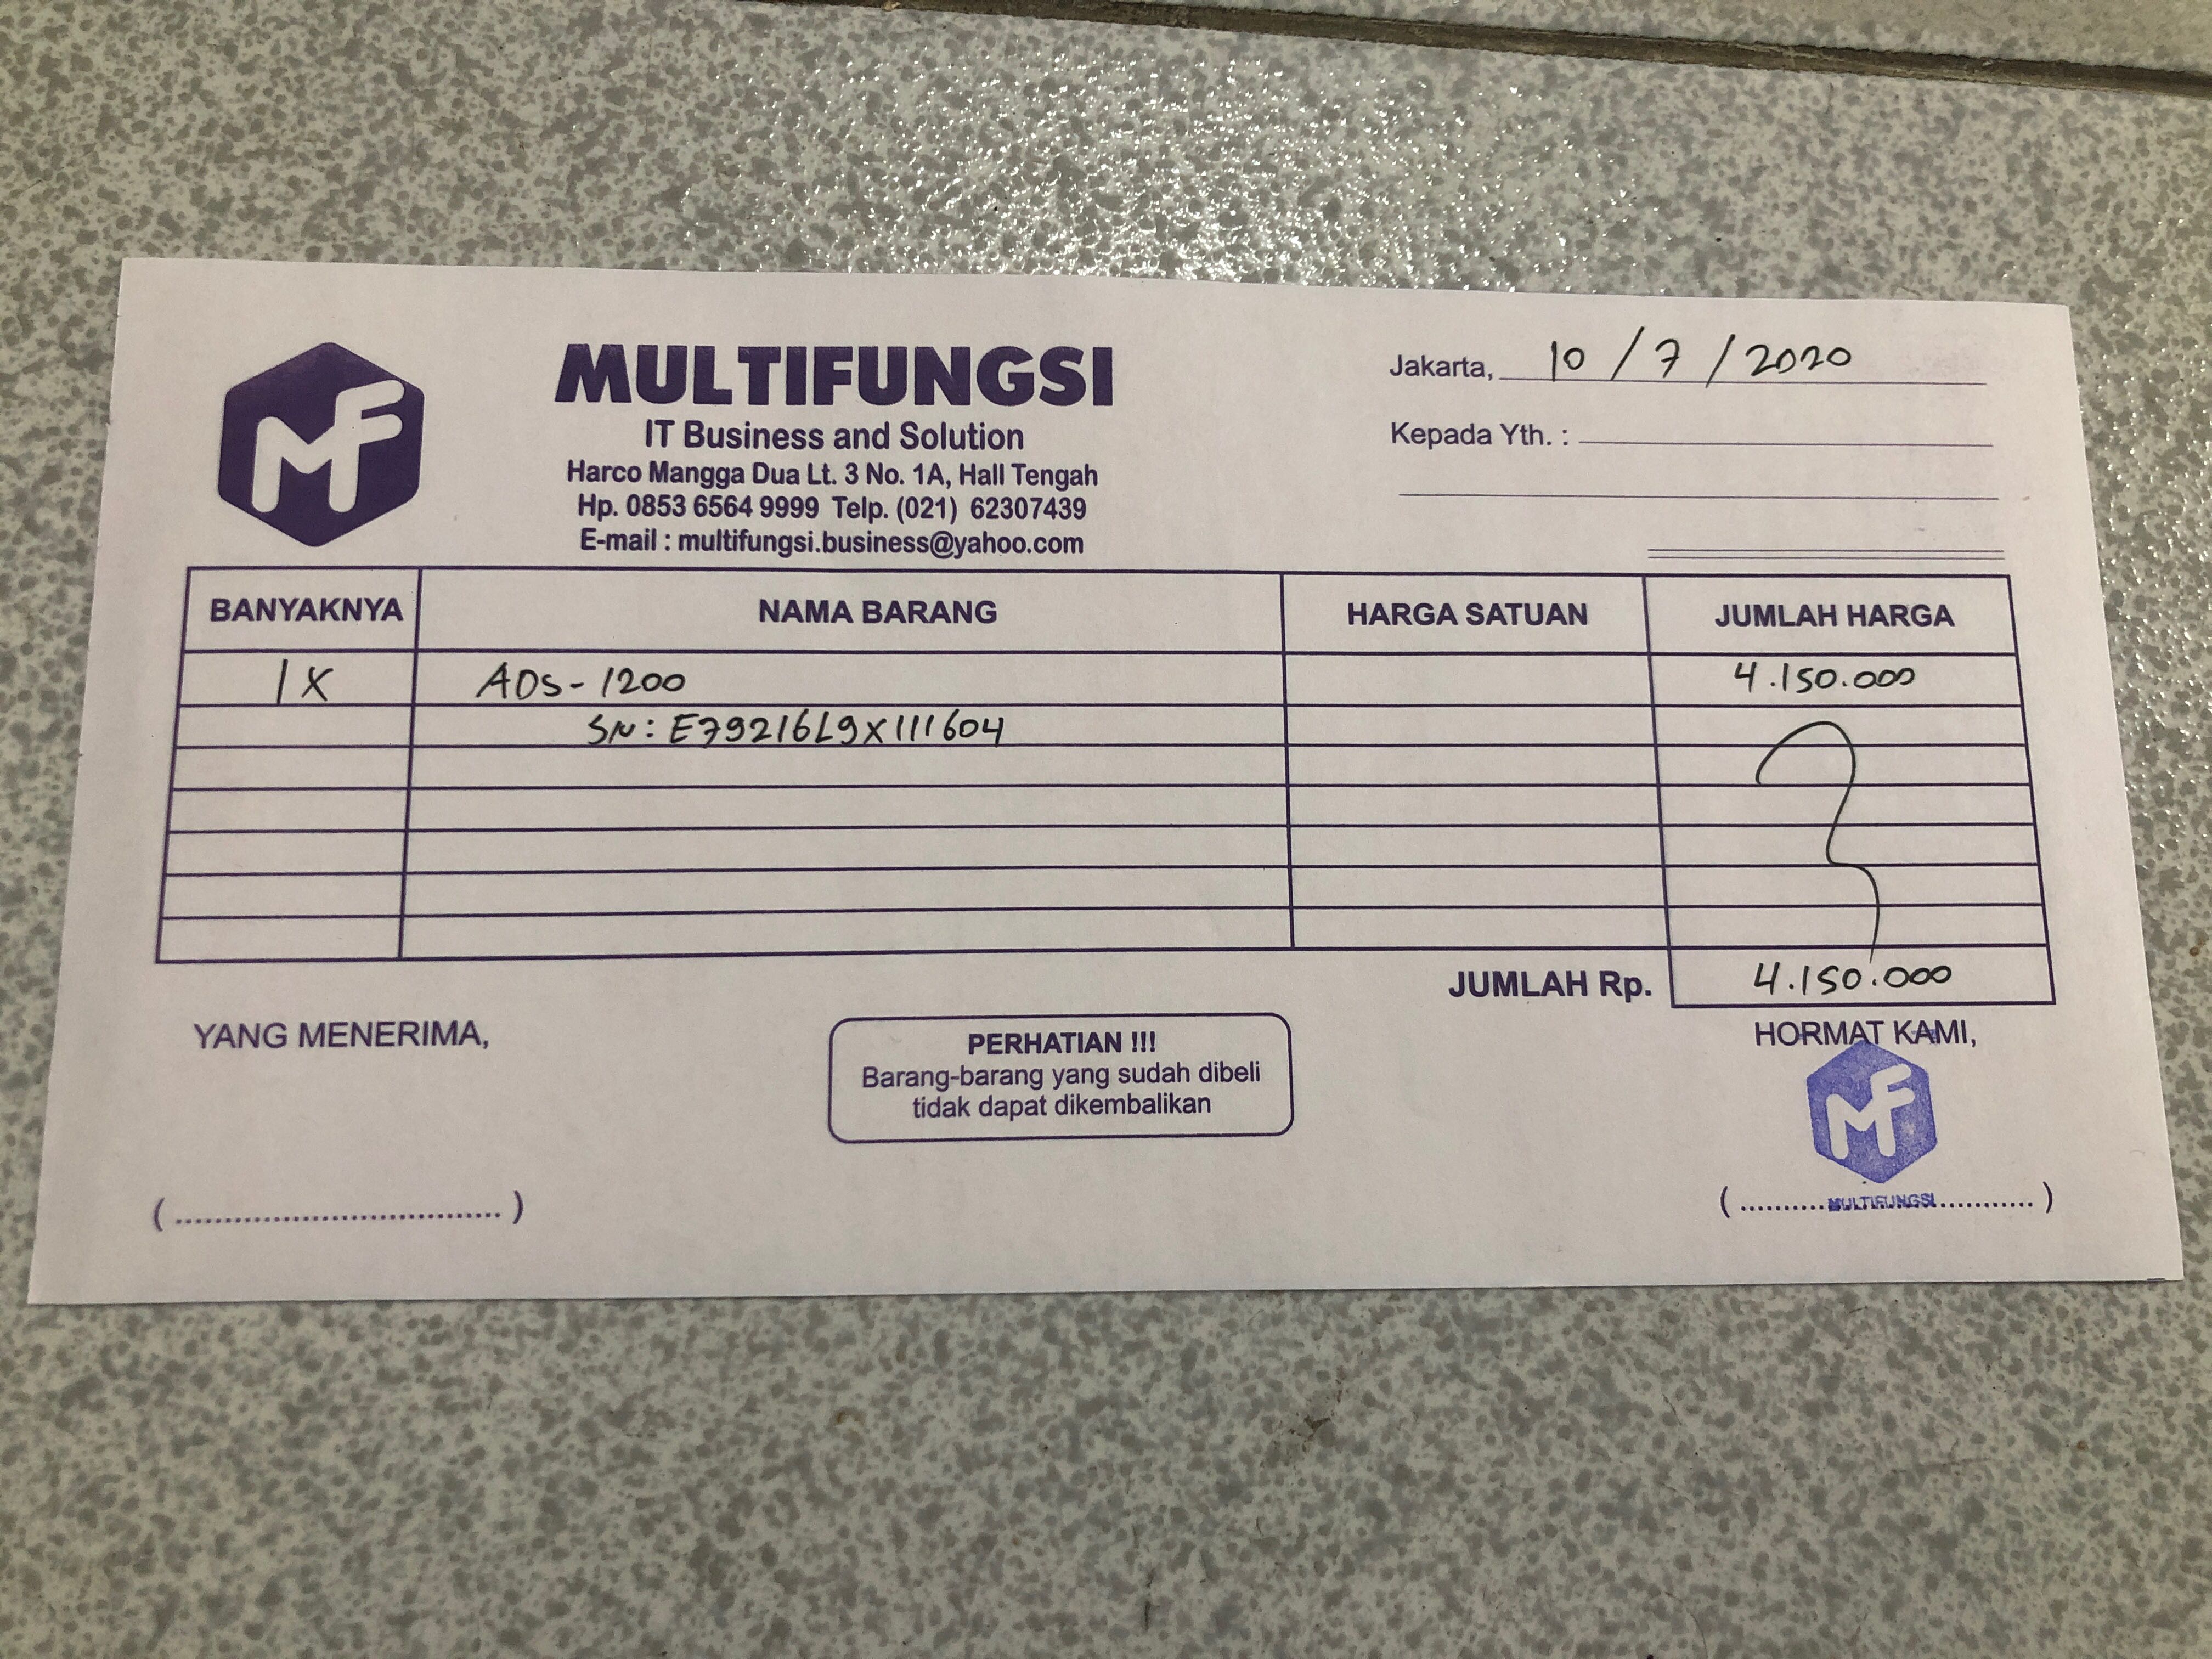 MF
MULTIFUNGSI
IT Business and Solution
Harco Mangga Dua Lt. 3 No. 1A, Hall Tengah
Hp. 0853 6564 9999 Telp. (021) 62307439
E-mail : multifungsi.business@yahoo.com
Jakarta, 10 / 7 / 2020
Kepada Yth. :
BANYAKNYA NAMA BARANG HARGA SATUAN JUMLAH HARGA
1 X ADS - 1200 4.150.000
SN : E79216L9X111604
JUMLAH Rp. 4.150.000
YANG MENERIMA,
PERHATIAN !!!
Barang-barang yang sudah dibeli
tidak dapat dikembalikan
HORMAT KAMI,
MF
MULTIFUNGSI